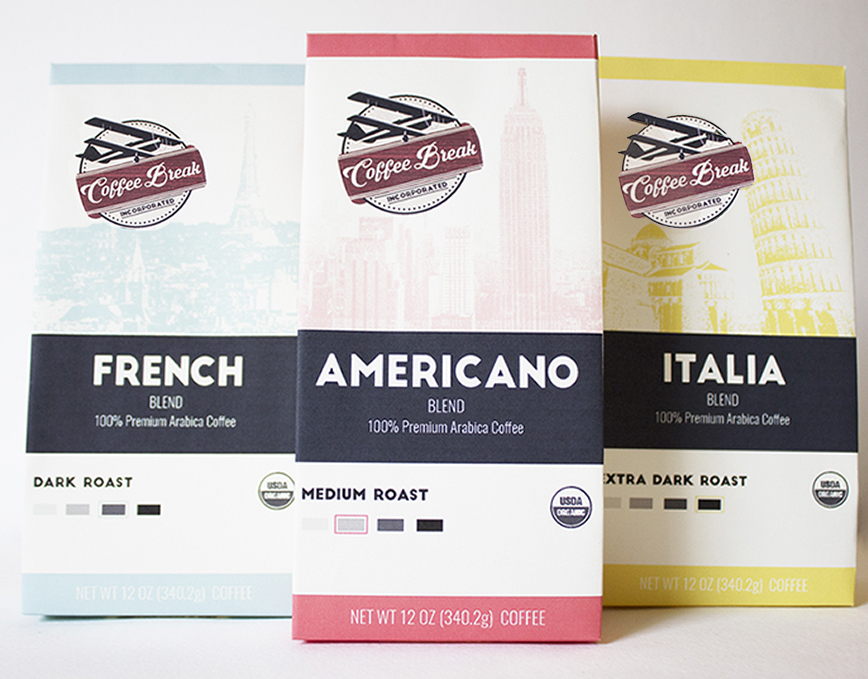 Coffee Break
INCORPORATED
FRENCH
BLEND
100% Premium Arabica Coffee
DARK ROAST
USDA
ORGANIC
NET WT 12 OZ (340.2g) COFFEE
Coffee Break
INCORPORATED
AMERICANO
BLEND
100% Premium Arabica Coffee
MEDIUM ROAST
USDA
ORGANIC
NET WT 12 OZ (340.2g) COFFEE
Coffee Break
INCORPORATED
ITALIA
BLEND
100% Premium Arabica Coffee
EXTRA DARK ROAST
USDA
ORGANIC
NET WT 12 OZ (340.2g) COFFEE